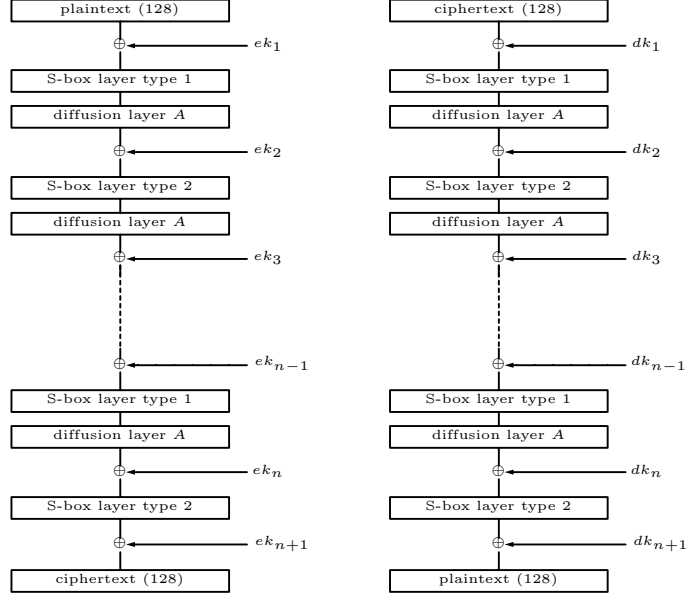 plaintext (128)
⊕ ek₁
S-box layer type 1
diffusion layer A
⊕ ek₂
S-box layer type 2
diffusion layer A
⊕ ek₃
⊕ ekₙ₋₁
S-box layer type 1
diffusion layer A
⊕ ekₙ
S-box layer type 2
⊕ ekₙ₊₁
ciphertext (128)
ciphertext (128)
⊕ dk₁
S-box layer type 1
diffusion layer A
⊕ dk₂
S-box layer type 2
diffusion layer A
⊕ dk₃
⊕ dkₙ₋₁
S-box layer type 1
diffusion layer A
⊕ dkₙ
S-box layer type 2
⊕ dkₙ₊₁
plaintext (128)